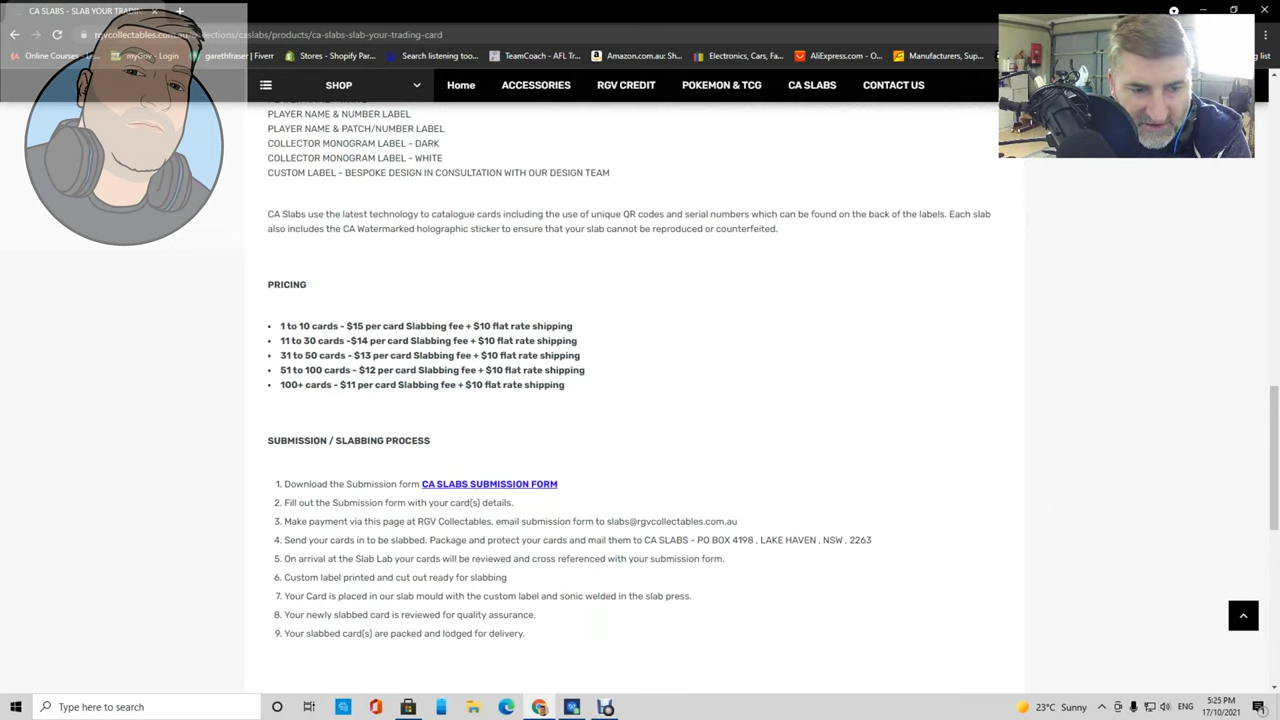 CA SLABS - SLAB YOUR TRADIN
rgvcollectables.com.au/collections/caslabs/products/ca-slabs-slab-your-trading-card
Online Courses -
myGov - Login
garethfraser | Fiverr
Stores - Shopify Par...
Search listening too...
TeamCoach - AFL Tr...
Amazon.com.au: Sho...
Electronics, Cars, Fa...
AliExpress.com - O...
Manufacturers, Sup...
ing list
SHOP
Home
ACCESSORIES
RGV CREDIT
POKEMON & TCG
CA SLABS
CONTACT US
PLAYER NAME & NUMBER LABEL
PLAYER NAME & PATCH/NUMBER LABEL
COLLECTOR MONOGRAM LABEL - DARK
COLLECTOR MONOGRAM LABEL - WHITE
CUSTOM LABEL - BESPOKE DESIGN IN CONSULTATION WITH OUR DESIGN TEAM
CA Slabs use the latest technology to catalogue cards including the use of unique QR codes and serial numbers which can be found on the back of the labels. Each slab
also includes the CA Watermarked holographic sticker to ensure that your slab cannot be reproduced or counterfeited.
PRICING
• 1 to 10 cards - $15 per card Slabbing fee + $10 flat rate shipping
• 11 to 30 cards -$14 per card Slabbing fee + $10 flat rate shipping
• 31 to 50 cards - $13 per card Slabbing fee + $10 flat rate shipping
• 51 to 100 cards - $12 per card Slabbing fee + $10 flat rate shipping
• 100+ cards - $11 per card Slabbing fee + $10 flat rate shipping
SUBMISSION / SLABBING PROCESS
1. Download the Submission form CA SLABS SUBMISSION FORM
2. Fill out the Submission form with your card(s) details.
3. Make payment via this page at RGV Collectables, email submission form to slabs@rgvcollectables.com.au
4. Send your cards in to be slabbed. Package and protect your cards and mail them to CA SLABS - PO BOX 4198 , LAKE HAVEN , NSW , 2263
5. On arrival at the Slab Lab your cards will be reviewed and cross referenced with your submission form.
6. Custom label printed and cut out ready for slabbing
7. Your Card is placed in our slab mould with the custom label and sonic welded in the slab press.
8. Your newly slabbed card is reviewed for quality assurance.
9. Your slabbed card(s) are packed and lodged for delivery.
Type here to search
23°C Sunny
ENG
5:25 PM
17/10/2021